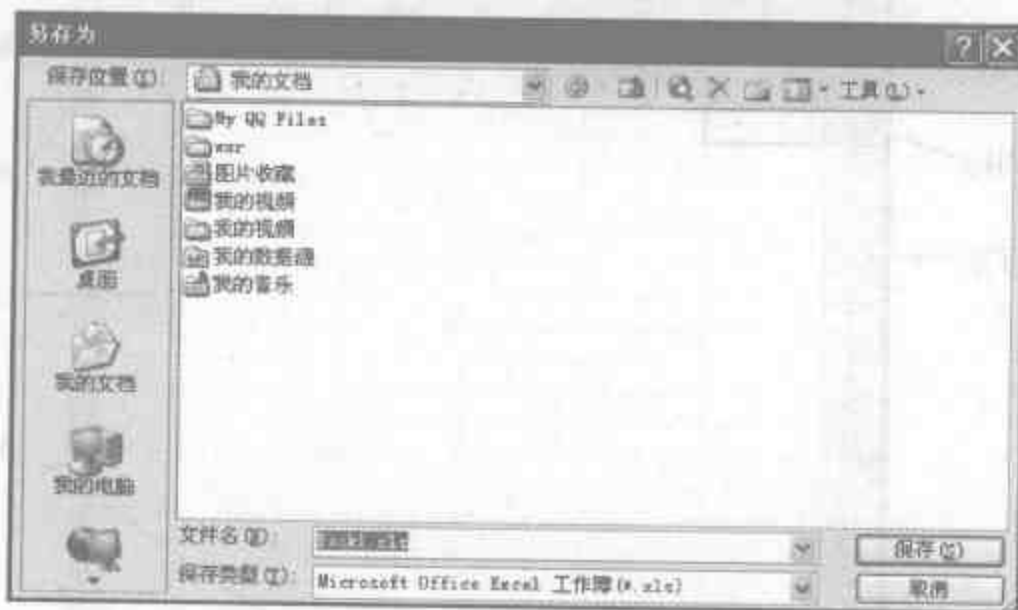 另存为
保存位置(I):
我的文档
工具(L)
我最近的文档
桌面
我的文档
我的电脑
My QQ Files
图片收藏
我的视频
我的视频
我的数据源
我的音乐
文件名(N):
保存类型(T):
Microsoft Office Excel 工作簿(*.xls)
保存(S)
取消